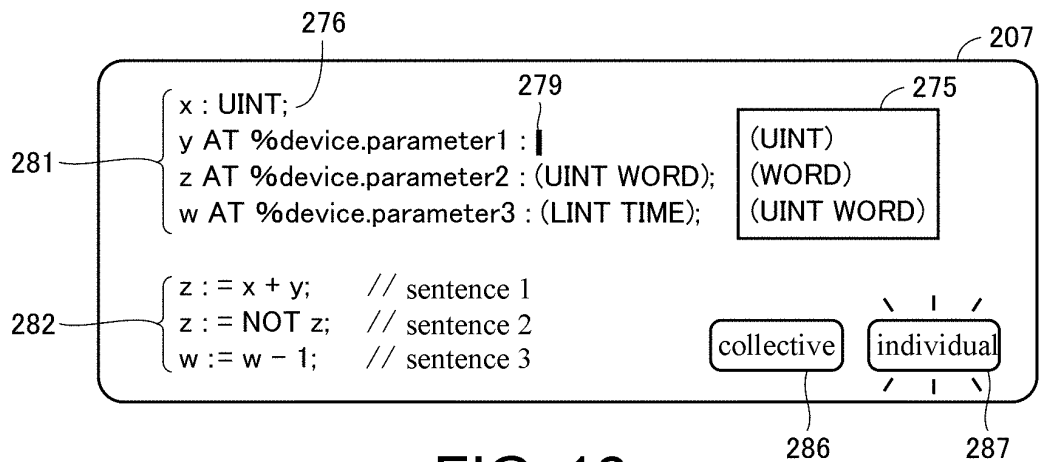 276
207
279
275
x : UINT;
y AT %device.parameter1 :
(UINT)
281
z AT %device.parameter2 : (UINT WORD);
(WORD)
w AT %device.parameter3 : (LINT TIME);
(UINT WORD)
z : = x + y; // sentence 1
282
z : = NOT z; // sentence 2
w := w − 1; // sentence 3
collective
individual
286
287